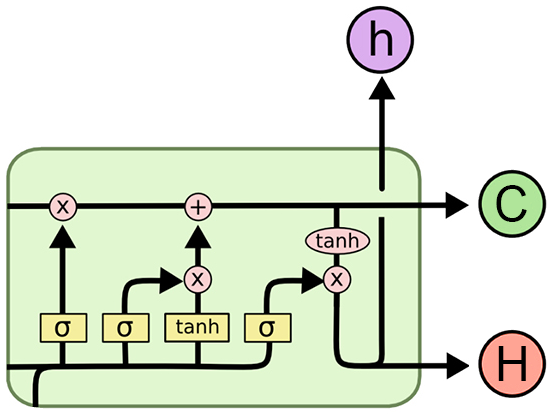 h
x + C
tanh
x x
σ σ tanh σ
H